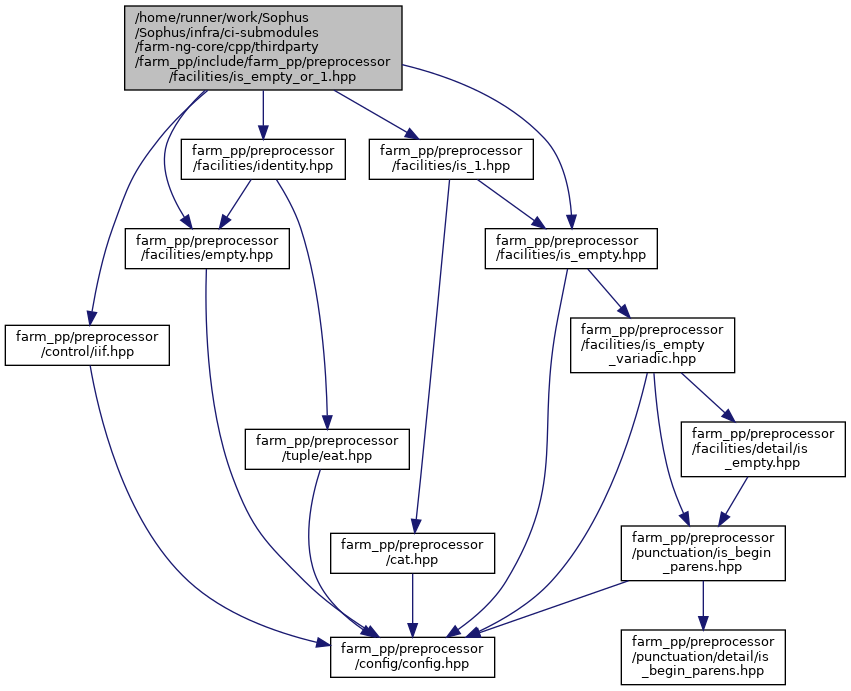 /home/runner/work/Sophus
/Sophus/infra/ci-submodules
/farm-ng-core/cpp/thirdparty
/farm_pp/include/farm_pp/preprocessor
/facilities/is_empty_or_1.hpp
farm_pp/preprocessor
/facilities/identity.hpp
farm_pp/preprocessor
/facilities/is_1.hpp
farm_pp/preprocessor
/facilities/empty.hpp
farm_pp/preprocessor
/facilities/is_empty.hpp
farm_pp/preprocessor
/control/iif.hpp
farm_pp/preprocessor
/facilities/is_empty
_variadic.hpp
farm_pp/preprocessor
/tuple/eat.hpp
farm_pp/preprocessor
/facilities/detail/is
_empty.hpp
farm_pp/preprocessor
/cat.hpp
farm_pp/preprocessor
/punctuation/is_begin
_parens.hpp
farm_pp/preprocessor
/config/config.hpp
farm_pp/preprocessor
/punctuation/detail/is
_begin_parens.hpp